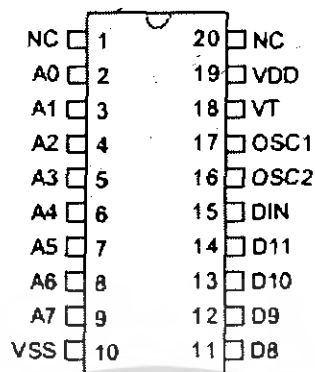 NC 1 20 NC
A0 2 19 VDD
A1 3 18 VT
A2 4 17 OSC1
A3 5 16 OSC2
A4 6 15 DIN
A5 7 14 D11
A6 8 13 D10
A7 9 12 D9
VSS 10 11 D8